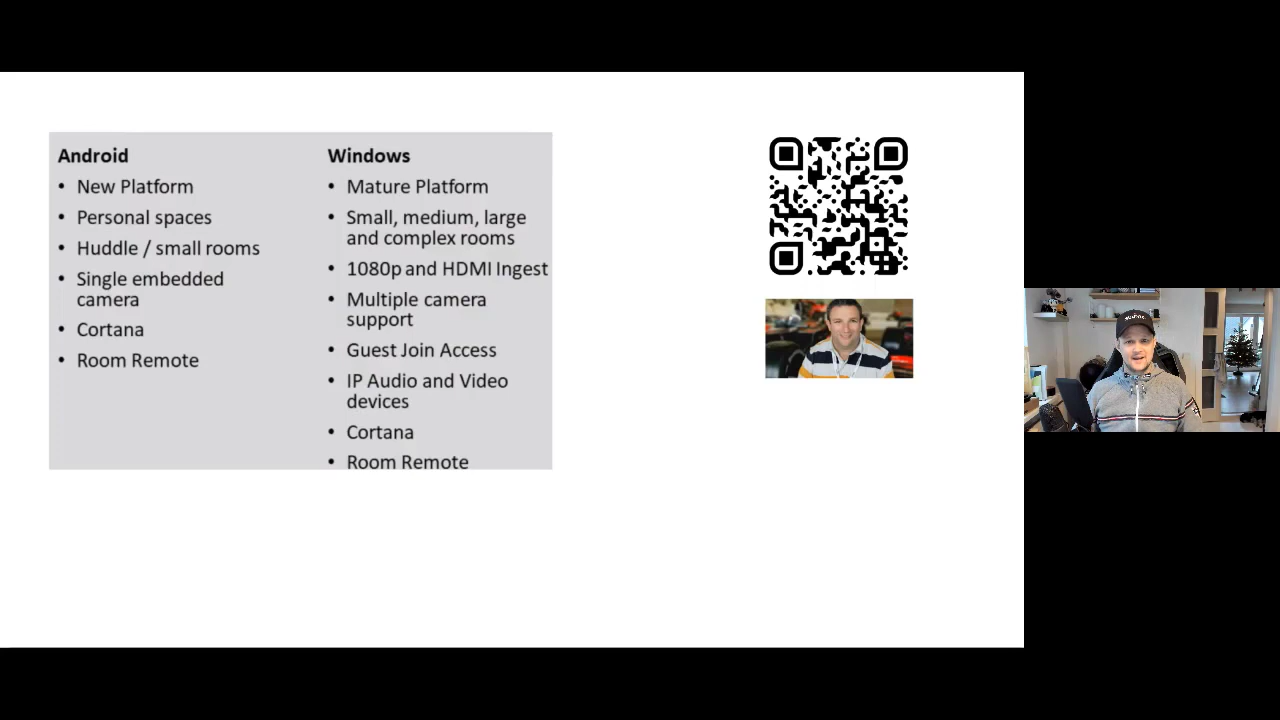 Android
• New Platform
• Personal spaces
• Huddle / small rooms
• Single embedded
camera
• Cortana
• Room Remote
Windows
• Mature Platform
• Small, medium, large
and complex rooms
• 1080p and HDMI Ingest
• Multiple camera
support
• Guest Join Access
• IP Audio and Video
devices
• Cortana
• Room Remote